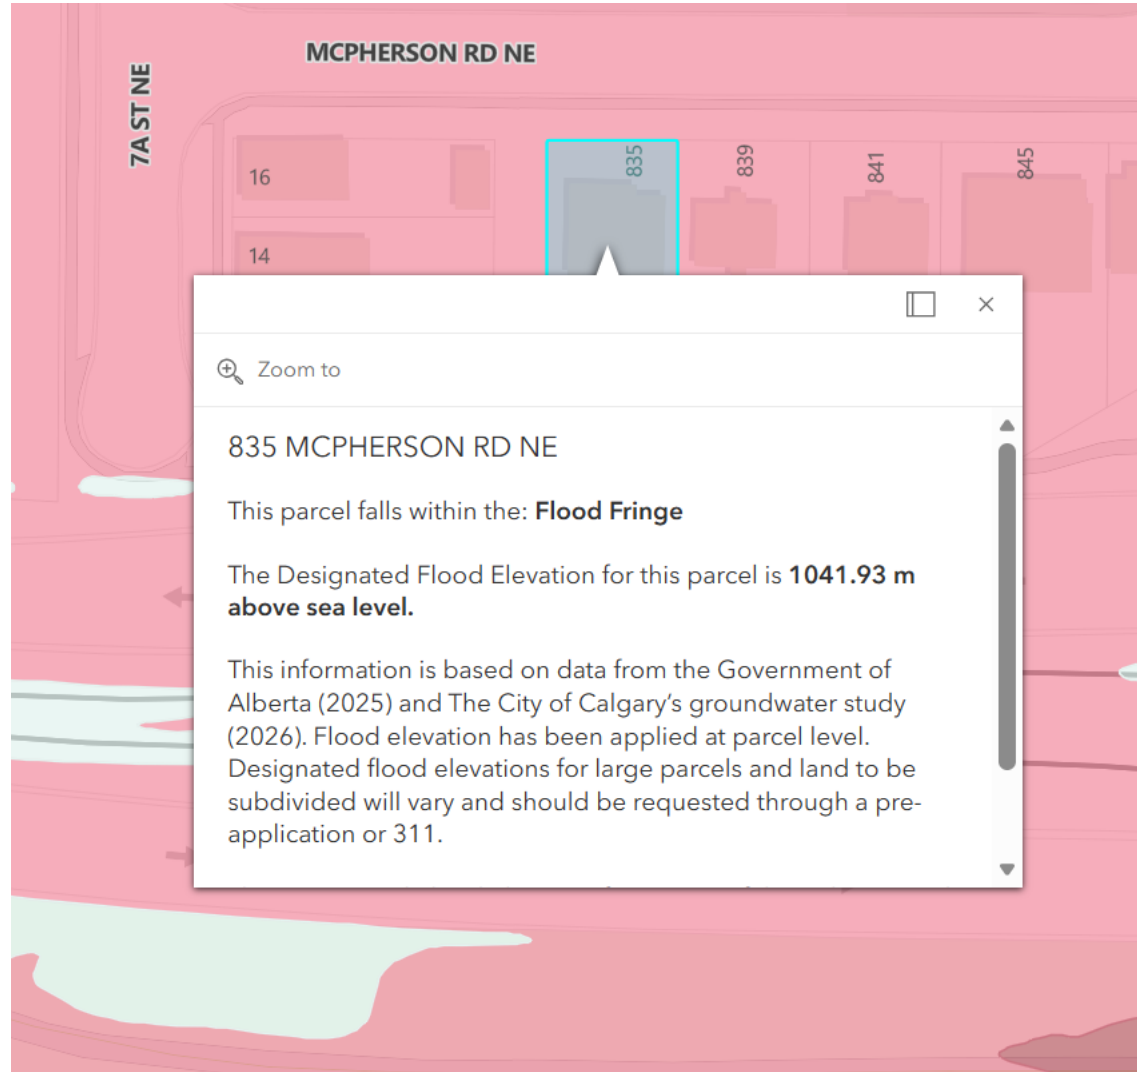 MCPHERSON RD NE
7A ST NE
16
14
835
839
841
845
Zoom to
835 MCPHERSON RD NE
This parcel falls within the: Flood Fringe
The Designated Flood Elevation for this parcel is 1041.93 m
above sea level.
This information is based on data from the Government of
Alberta (2025) and The City of Calgary’s groundwater study
(2026). Flood elevation has been applied at parcel level.
Designated flood elevations for large parcels and land to be
subdivided will vary and should be requested through a pre-
application or 311.